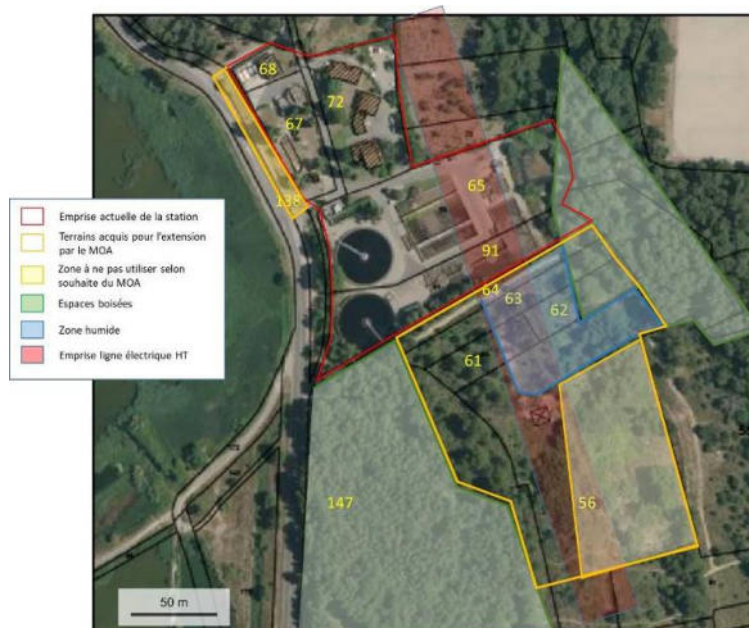 68
72
67
138
65
91
64
63
62
61
147
56
Emprise actuelle de la station
Terrains acquis pour l'extension
par le MOA
Zone à ne pas utiliser selon
souhaite du MOA
Espaces boisées
Zone humide
Emprise ligne électrique HT
50 m